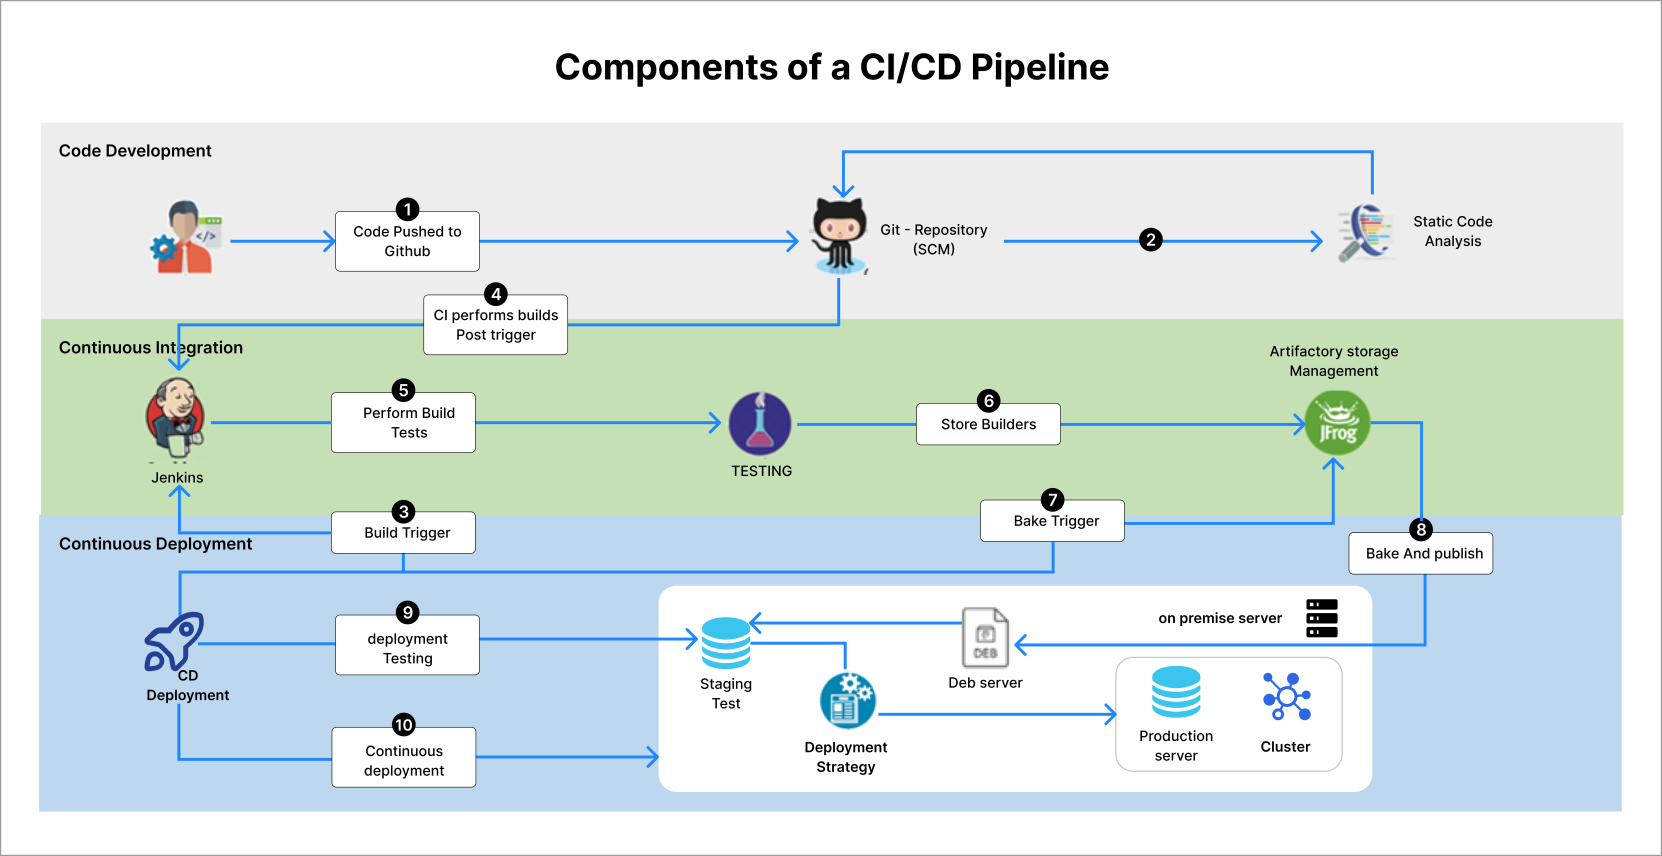 Components of a CI/CD Pipeline
Code Development
1
Code Pushed to
Github
</>
Git - Repository
(SCM)
2
Static Code
Analysis
4
CI performs builds
Post trigger
Continuous Integration
Jenkins
5
Perform Build
Tests
TESTING
6
Store Builders
Artifactory storage
Management
JFrog
3
Build Trigger
7
Bake Trigger
8
Bake And publish
Continuous Deployment
CD
Deployment
9
deployment
Testing
10
Continuous
deployment
Staging
Test
Deployment
Strategy
DEB
Deb server
on premise server
Production
server
Cluster